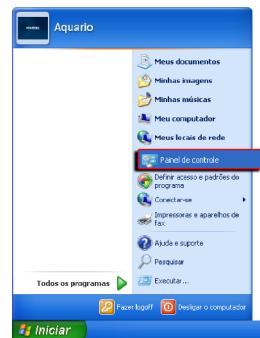 Aquario
Meus documentos
Minhas imagens
Minhas músicas
Meu computador
Meus locais de rede
Painel de controle
Definir acesso e padrões do
programa
Conectar-se
Impressoras e aparelhos de
fax
Ajuda e suporte
Pesquisar
Executar...
Todos os programas
Fazer logoff
Desligar o computador
Iniciar